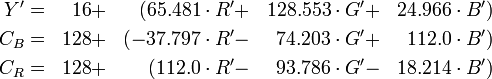 Y′ = 16+ (65.481 · R′+ 128.553 · G′+ 24.966 · B′)
C_B = 128+ (−37.797 · R′− 74.203 · G′+ 112.0 · B′)
C_R = 128+ (112.0 · R′− 93.786 · G′− 18.214 · B′)